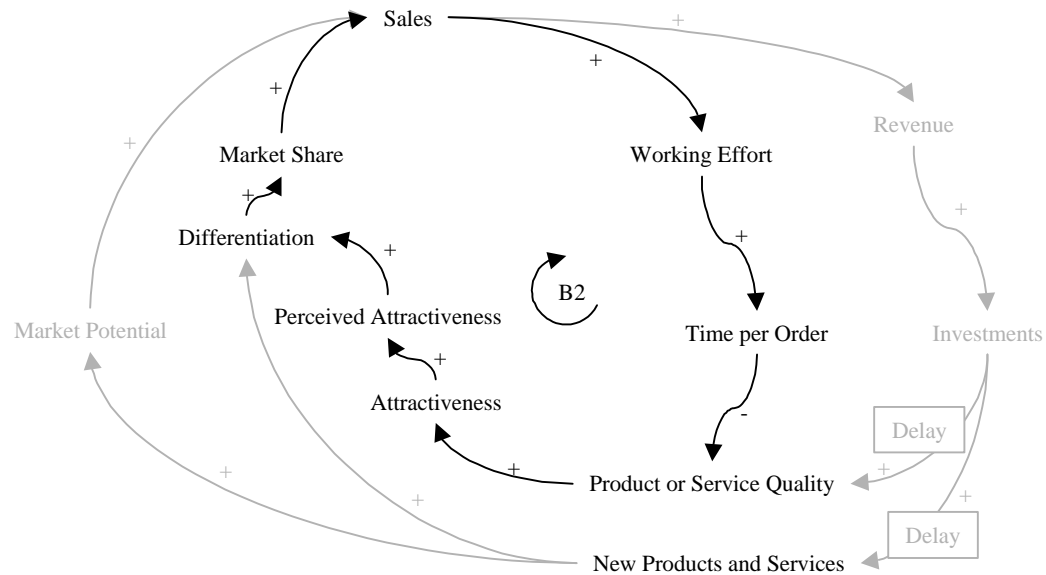 Sales
+
+
+
+
+
Revenue
Market Share
Working Effort
+
+
+
Differentiation
+
B2
Perceived Attractiveness
Market Potential
Time per Order
Investments
+
Attractiveness
-
Delay
+
+
+
Product or Service Quality
+
+
+
Delay
New Products and Services